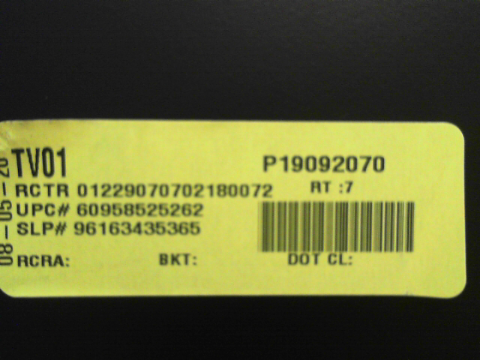 TV01 P19092070
RCTR 01229070702180072 RT :7
UPC# 60958525262
SLP# 96163435365
RCRA: BKT: DOT CL:
08-05-20